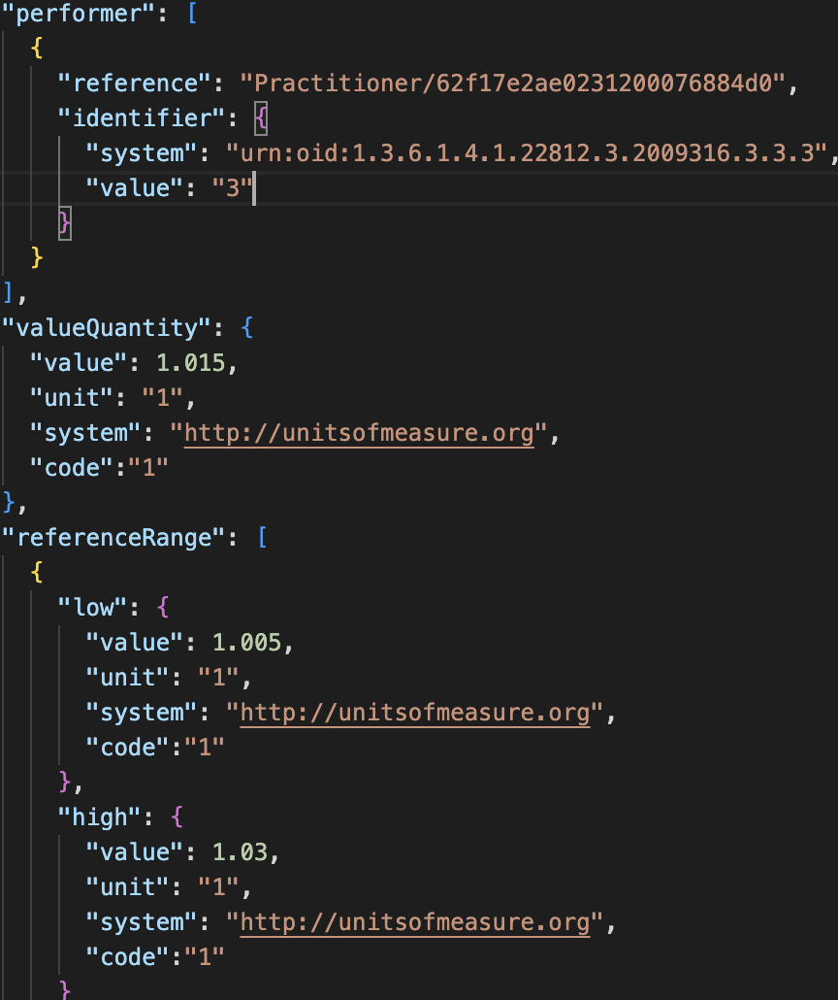 "performer": [
{
"reference": "Practitioner/62f17e2ae0231200076884d0",
"identifier": {
"system": "urn:oid:1.3.6.1.4.1.22812.3.2009316.3.3.3",
"value": "3"
}
}
],
"valueQuantity": {
"value": 1.015,
"unit": "1",
"system": "http://unitsofmeasure.org",
"code":"1"
},
"referenceRange": [
{
"low": {
"value": 1.005,
"unit": "1",
"system": "http://unitsofmeasure.org",
"code":"1"
},
"high": {
"value": 1.03,
"unit": "1",
"system": "http://unitsofmeasure.org",
"code":"1"
}